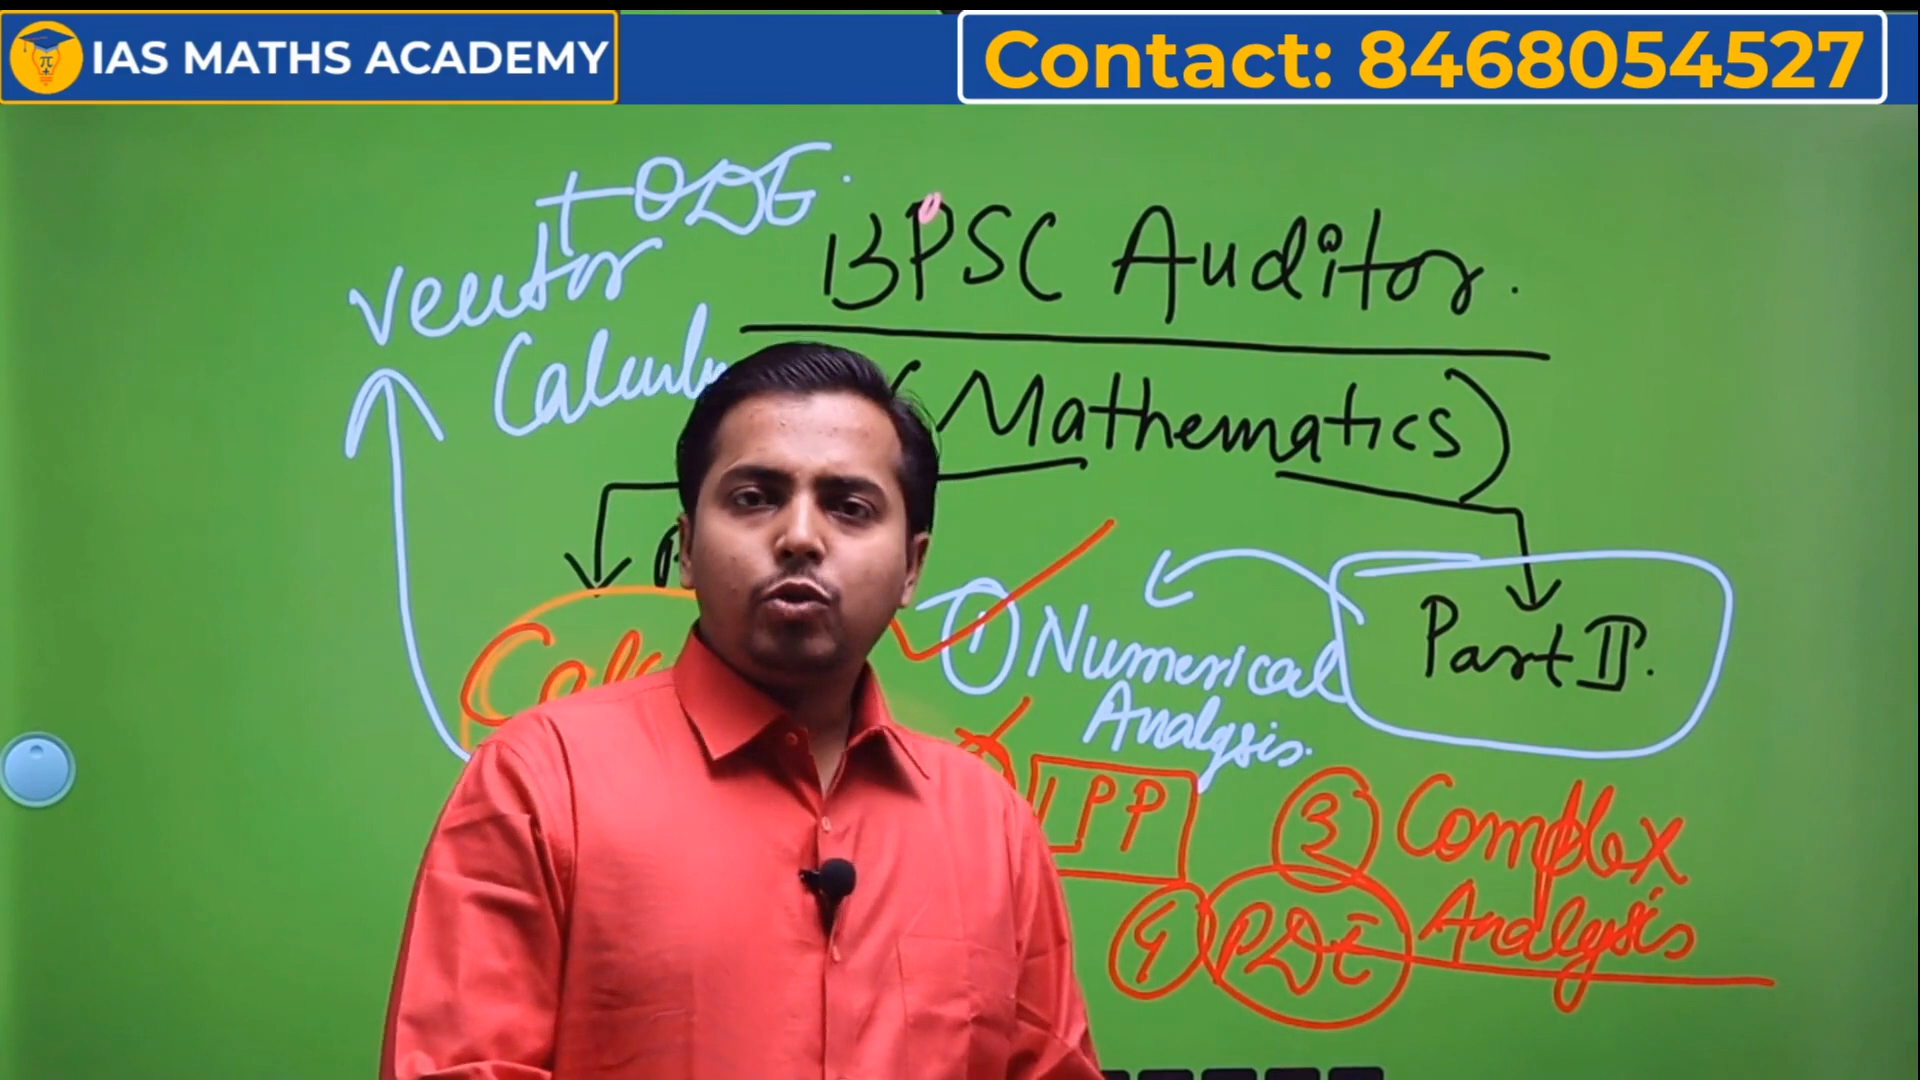 IAS MATHS ACADEMY
Contact: 8468054527
+ ODE.
BPSC Auditor.
Vector
(Mathematics)
① Numerical
Analysis.
Part II.
LPP
③ Complex
Analysis
④ PDE